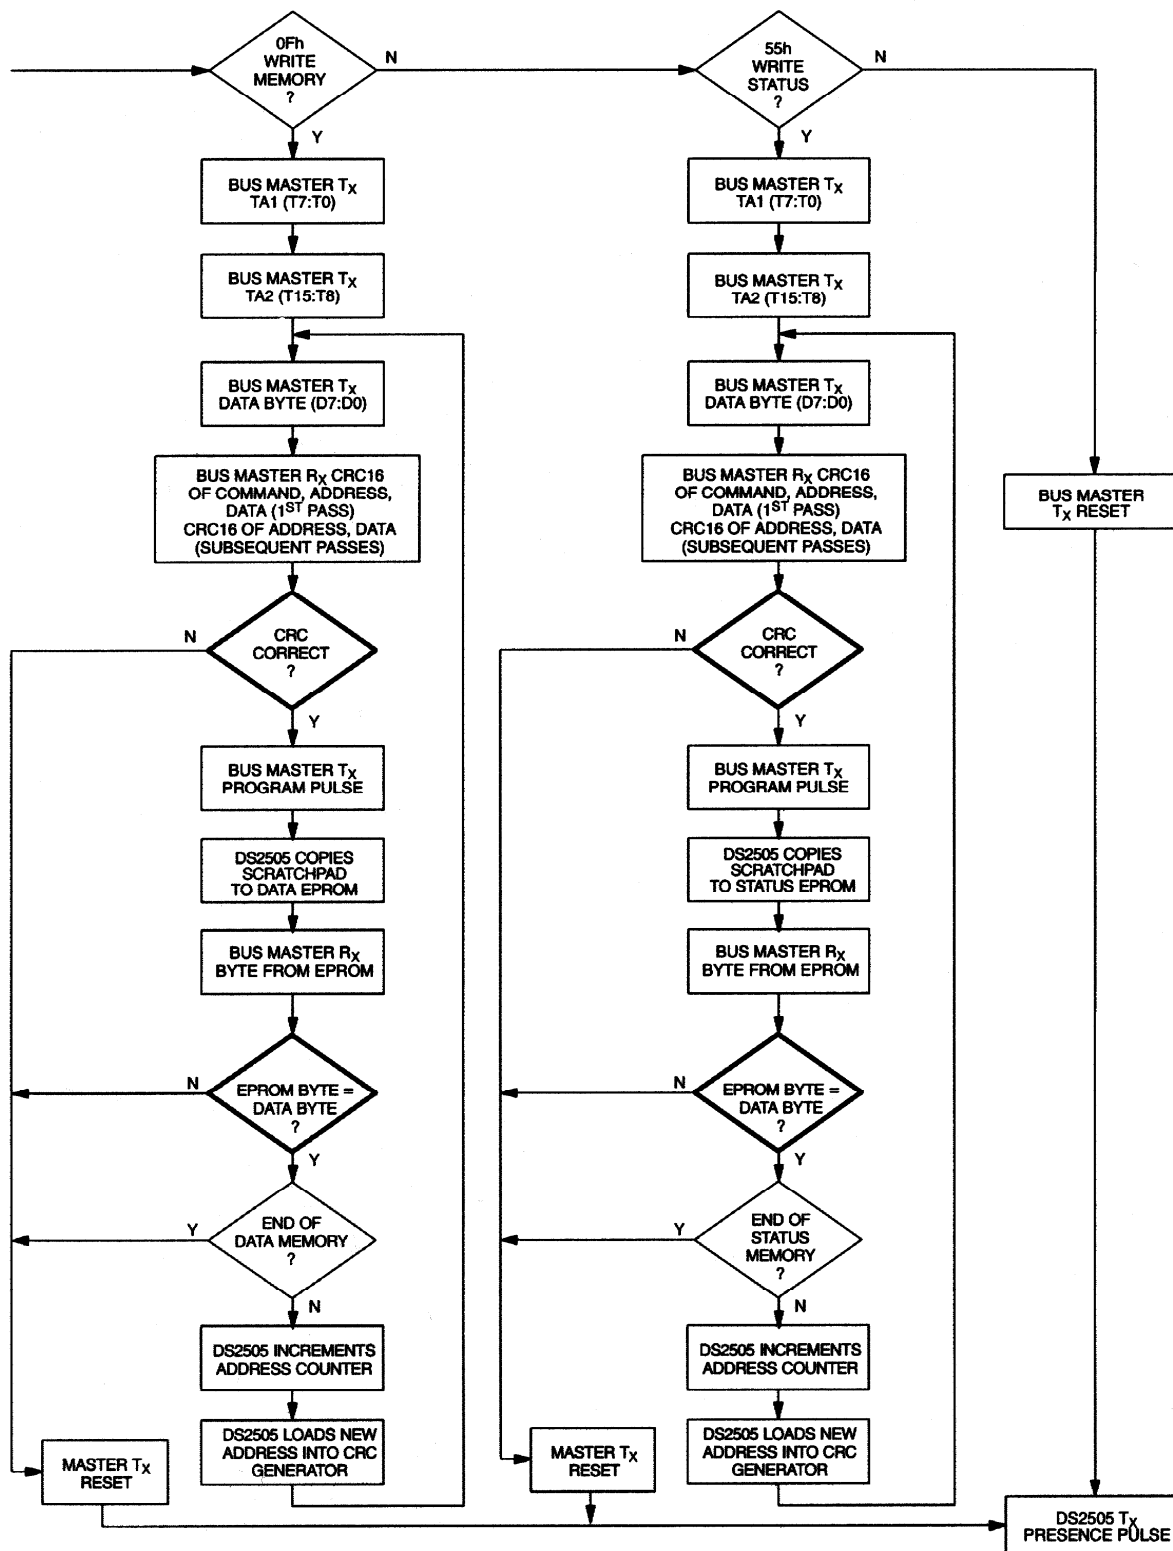 0Fh
WRITE
MEMORY
?
N
Y
BUS MASTER TX
TA1 (T7:T0)
BUS MASTER TX
TA2 (T15:T8)
BUS MASTER TX
DATA BYTE (D7:D0)
BUS MASTER RX CRC16
OF COMMAND, ADDRESS,
DATA (1ST PASS)
CRC16 OF ADDRESS, DATA
(SUBSEQUENT PASSES)
CRC
CORRECT
?
N
Y
BUS MASTER TX
PROGRAM PULSE
DS2505 COPIES
SCRATCHPAD
TO DATA EPROM
BUS MASTER RX
BYTE FROM EPROM
EPROM BYTE =
DATA BYTE
?
N
Y
END OF
DATA MEMORY
?
Y
N
DS2505 INCREMENTS
ADDRESS COUNTER
DS2505 LOADS NEW
ADDRESS INTO CRC
GENERATOR
MASTER TX
RESET
55h
WRITE
STATUS
?
N
Y
BUS MASTER TX
TA1 (T7:T0)
BUS MASTER TX
TA2 (T15:T8)
BUS MASTER TX
DATA BYTE (D7:D0)
BUS MASTER RX CRC16
OF COMMAND, ADDRESS,
DATA (1ST PASS)
CRC16 OF ADDRESS, DATA
(SUBSEQUENT PASSES)
CRC
CORRECT
?
N
Y
BUS MASTER TX
PROGRAM PULSE
DS2505 COPIES
SCRATCHPAD
TO STATUS EPROM
BUS MASTER RX
BYTE FROM EPROM
EPROM BYTE =
DATA BYTE
?
N
Y
END OF
STATUS
MEMORY
?
Y
N
DS2505 INCREMENTS
ADDRESS COUNTER
DS2505 LOADS NEW
ADDRESS INTO CRC
GENERATOR
MASTER TX
RESET
BUS MASTER
TX RESET
DS2505 TX
PRESENCE PULSE